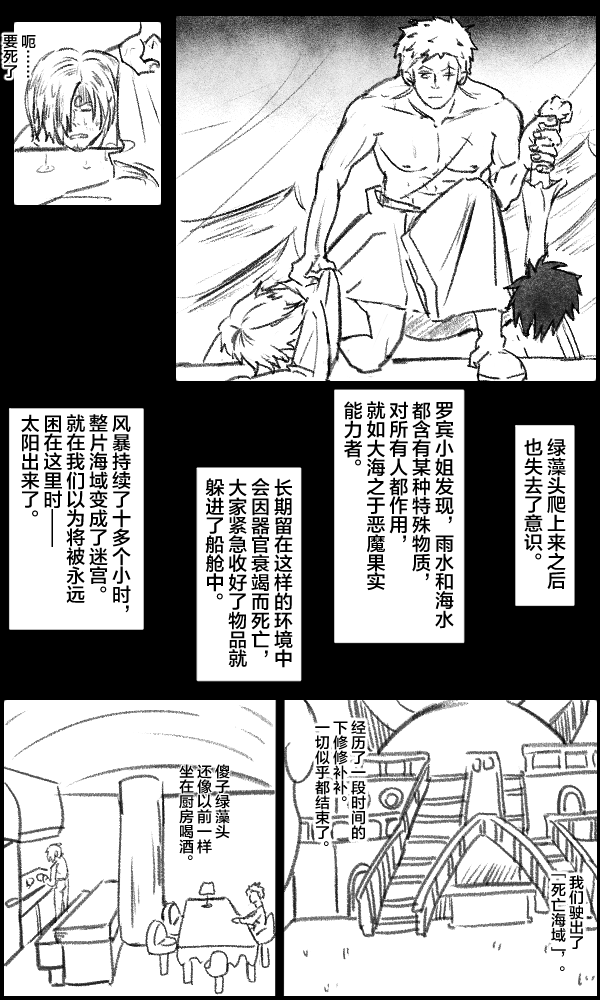 呃……
要死了
绿藻头爬上来之后
也失去了意识。
罗宾小姐发现，雨水和海水
都含有某种特殊物质，
对所有人都作用，
就如大海之于恶魔果实
能力者。
长期留在这样的环境中
会因器官衰竭而死亡，
大家紧急收好了物品就
躲进了船舱中。
风暴持续了十多个小时，
整片海域变成了迷宫。
就在我们以为将被永远
困在这里时——
太阳出来了。
我们驶出了
「死亡海域」，。
经历了一段时间的
下修修补补。
一切似乎都结束了。
傻子绿藻头
还像以前一样
坐在厨房喝酒。